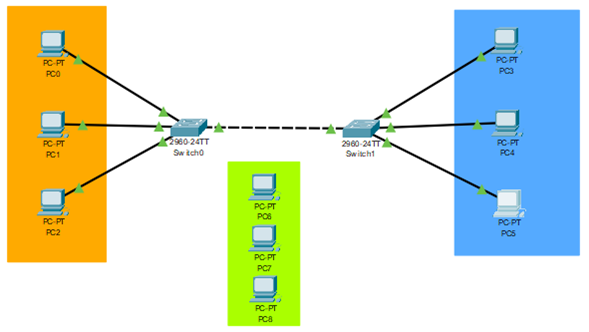 PC-PT
PC0
PC-PT
PC1
PC-PT
PC2
2960-24TT
Switch0
2960-24TT
Switch1
PC-PT
PC6
PC-PT
PC7
PC-PT
PC8
PC-PT
PC3
PC-PT
PC4
PC-PT
PC5